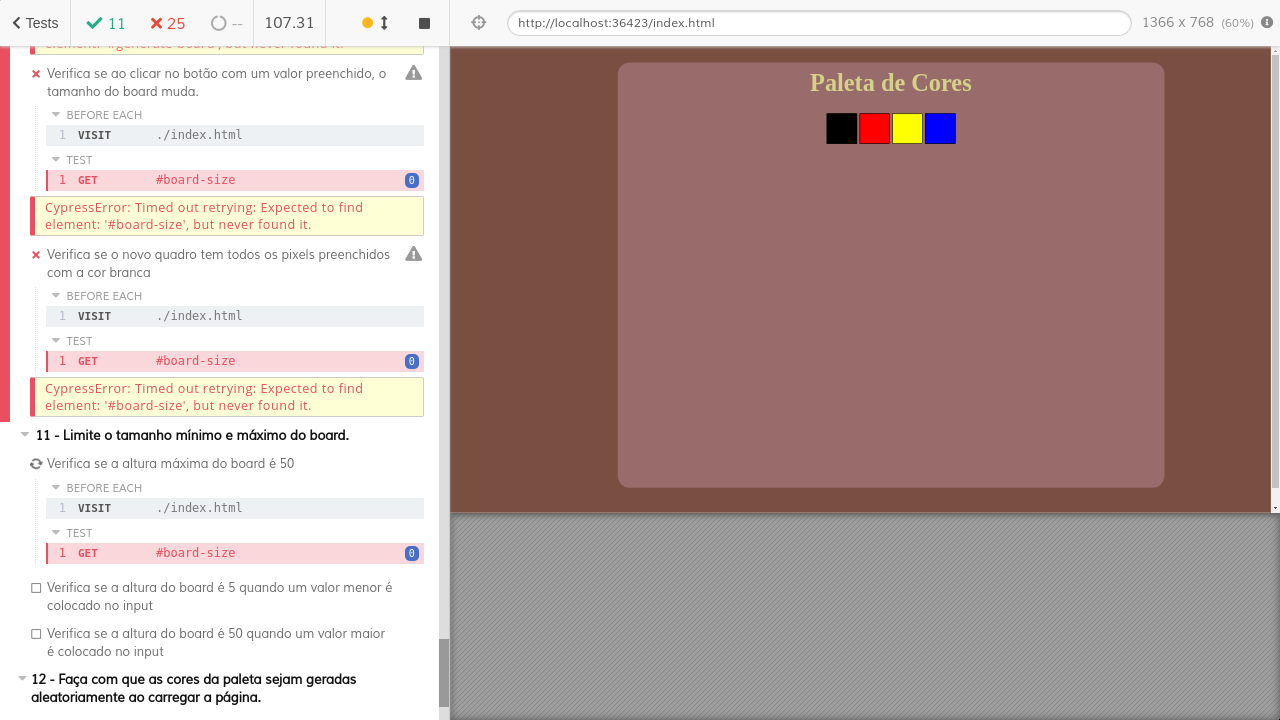 Tests 11 25 -- 107.31 http://localhost:36423/index.html 1366 x 768 (60%)
element: '#generate-board', but never found it.
Verifica se ao clicar no botão com um valor preenchido, o
tamanho do board muda.
BEFORE EACH
1 VISIT ./index.html
TEST
1 GET #board-size 0
CypressError: Timed out retrying: Expected to find
element: '#board-size', but never found it.
Verifica se o novo quadro tem todos os pixels preenchidos
com a cor branca
BEFORE EACH
1 VISIT ./index.html
TEST
1 GET #board-size 0
CypressError: Timed out retrying: Expected to find
element: '#board-size', but never found it.
11 - Limite o tamanho mínimo e máximo do board.
Verifica se a altura máxima do board é 50
BEFORE EACH
1 VISIT ./index.html
TEST
1 GET #board-size 0
Verifica se a altura do board é 5 quando um valor menor é
colocado no input
Verifica se a altura do board é 50 quando um valor maior
é colocado no input
12 - Faça com que as cores da paleta sejam geradas
aleatoriamente ao carregar a página.
Paleta de Cores